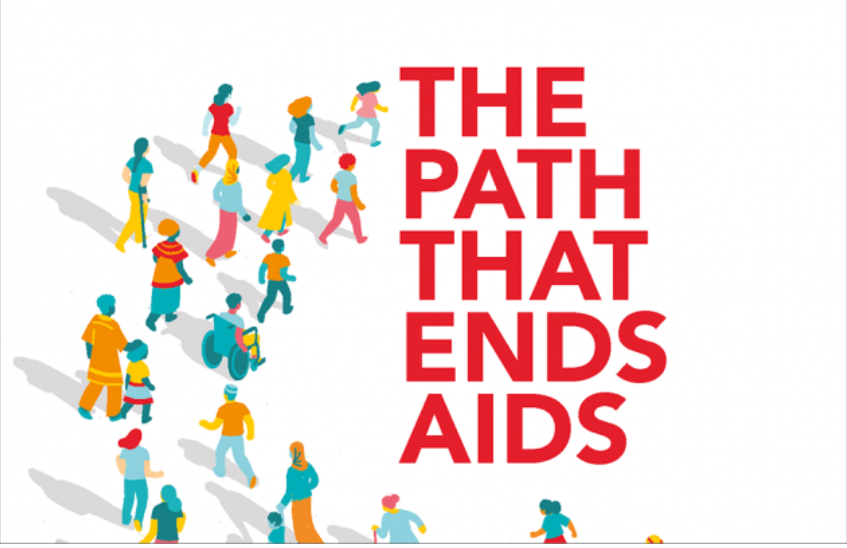 THE
PATH
THAT
ENDS
AIDS